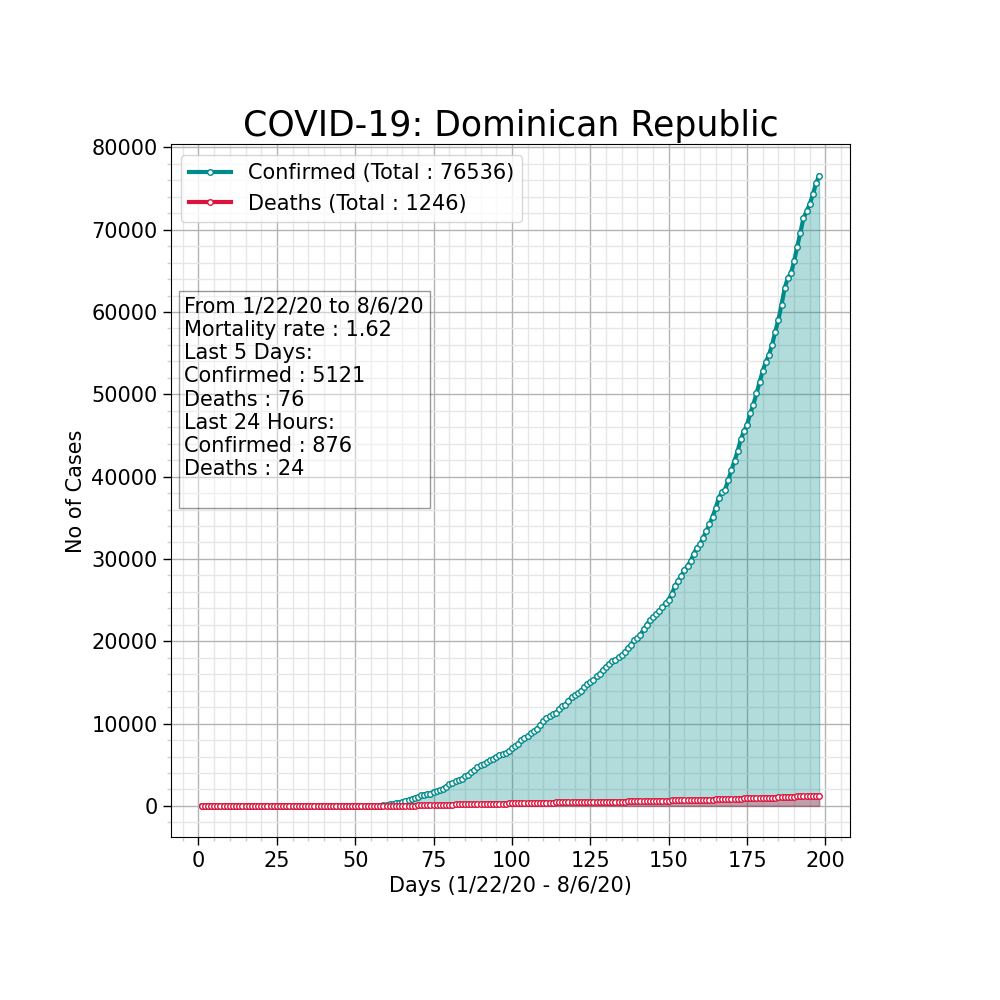 COVID-19: Dominican Republic
80000
70000
60000
50000
40000
30000
20000
10000
0
No of Cases
Confirmed (Total : 76536)
Deaths (Total : 1246)
From 1/22/20 to 8/6/20
Mortality rate : 1.62
Last 5 Days:
Confirmed : 5121
Deaths : 76
Last 24 Hours:
Confirmed : 876
Deaths : 24
0 25 50 75 100 125 150 175 200
Days (1/22/20 - 8/6/20)